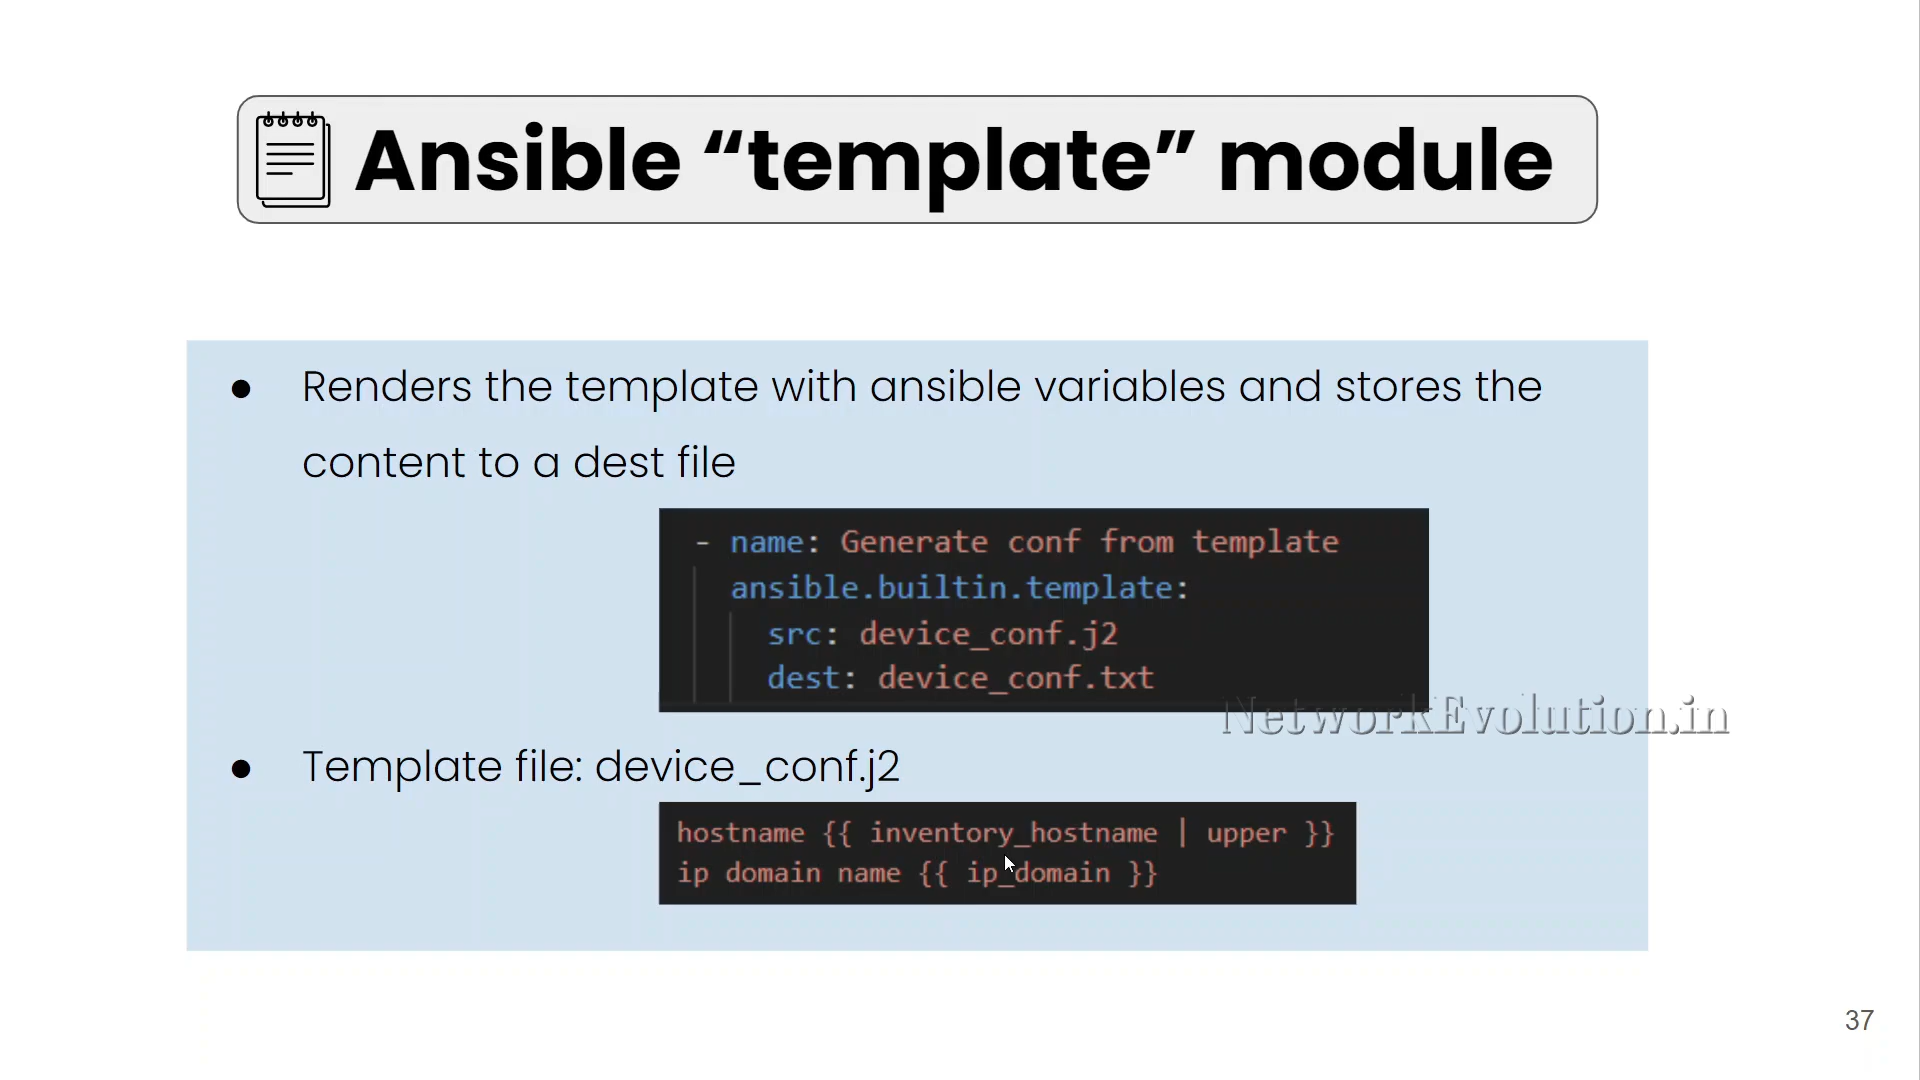 Ansible “template” module
● Renders the template with ansible variables and stores the
content to a dest file
- name: Generate conf from template
ansible.builtin.template:
src: device_conf.j2
dest: device_conf.txt
NetworkEvolution.in
● Template file: device_conf.j2
hostname {{ inventory_hostname | upper }}
ip domain name {{ ip_domain }}
37